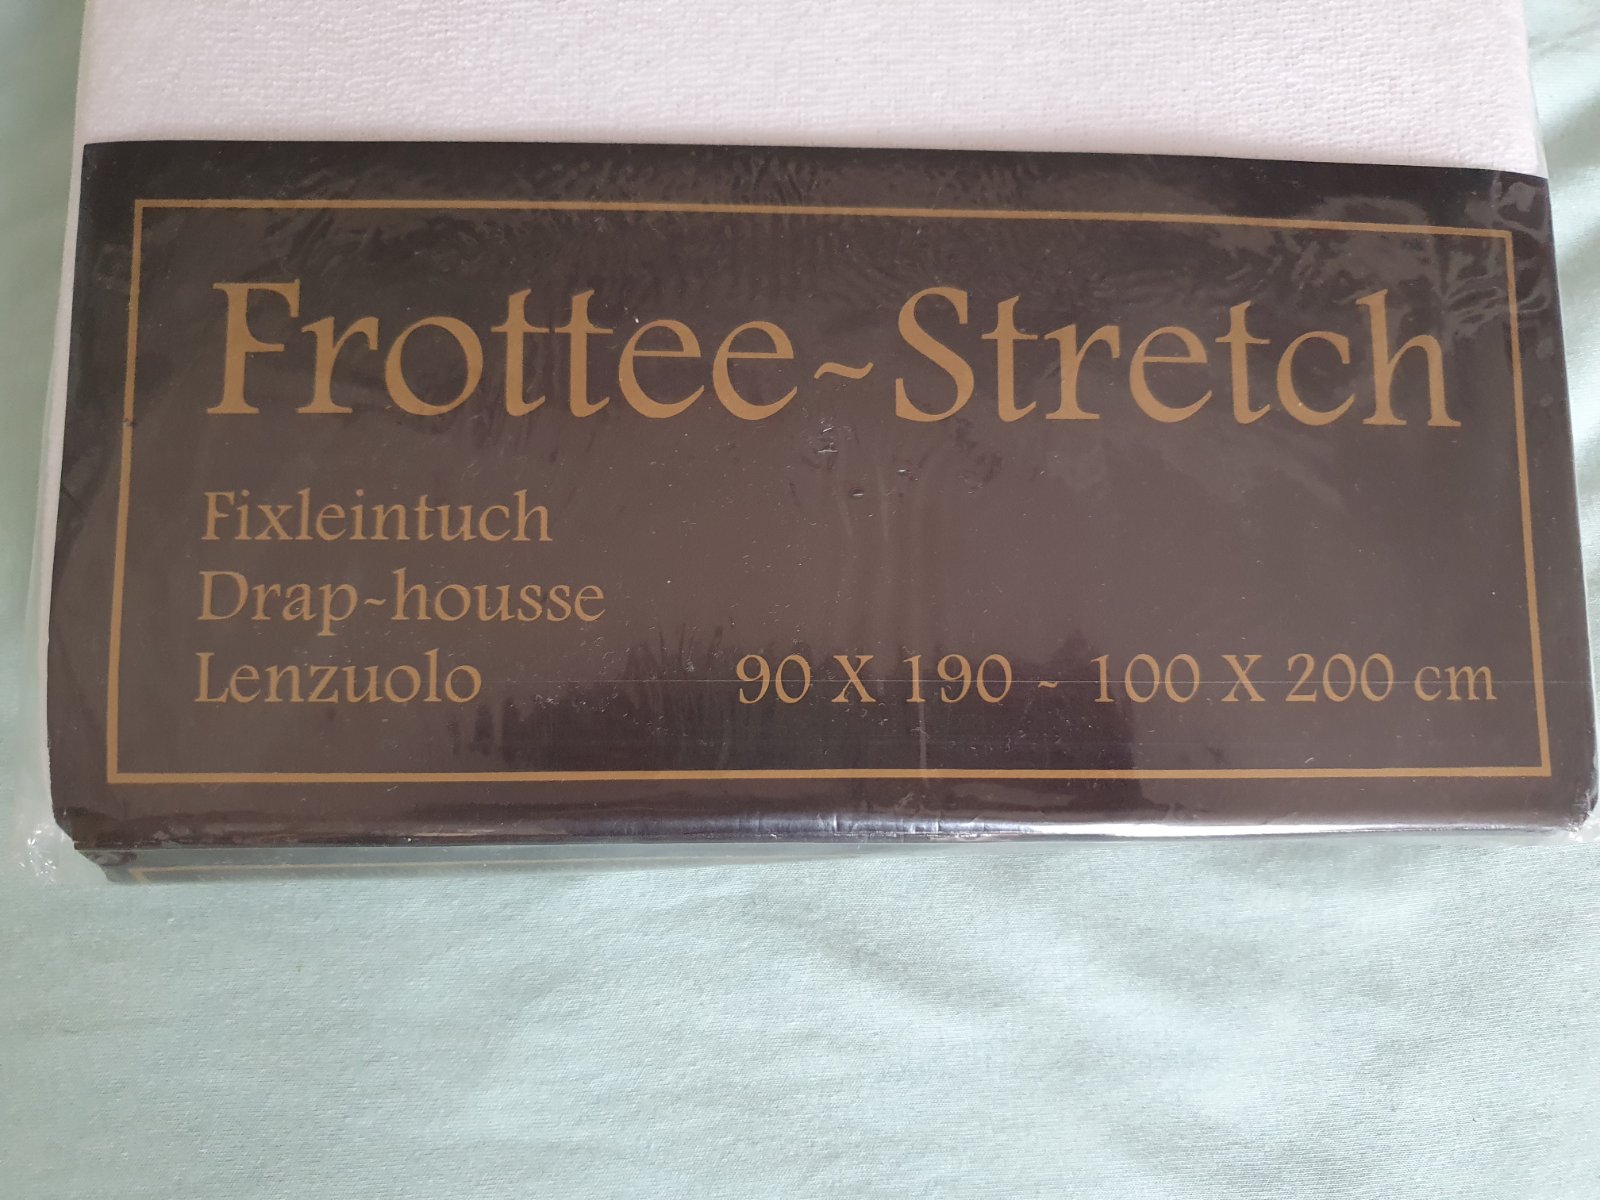 Frottee-Stretch
Fixleintuch
Drap-housse
Lenzuolo 90 X 190 - 100 X 200 cm